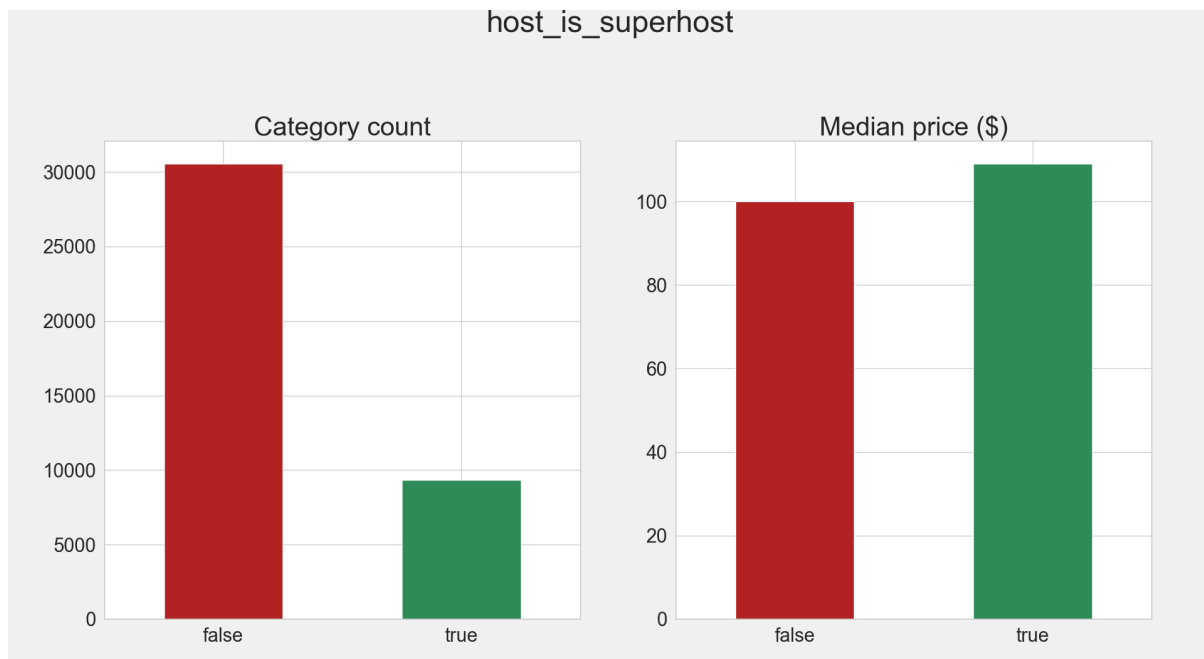 host_is_superhost
Category count
30000
25000
20000
15000
10000
5000
0
false true
Median price ($)
100
80
60
40
20
0
false true